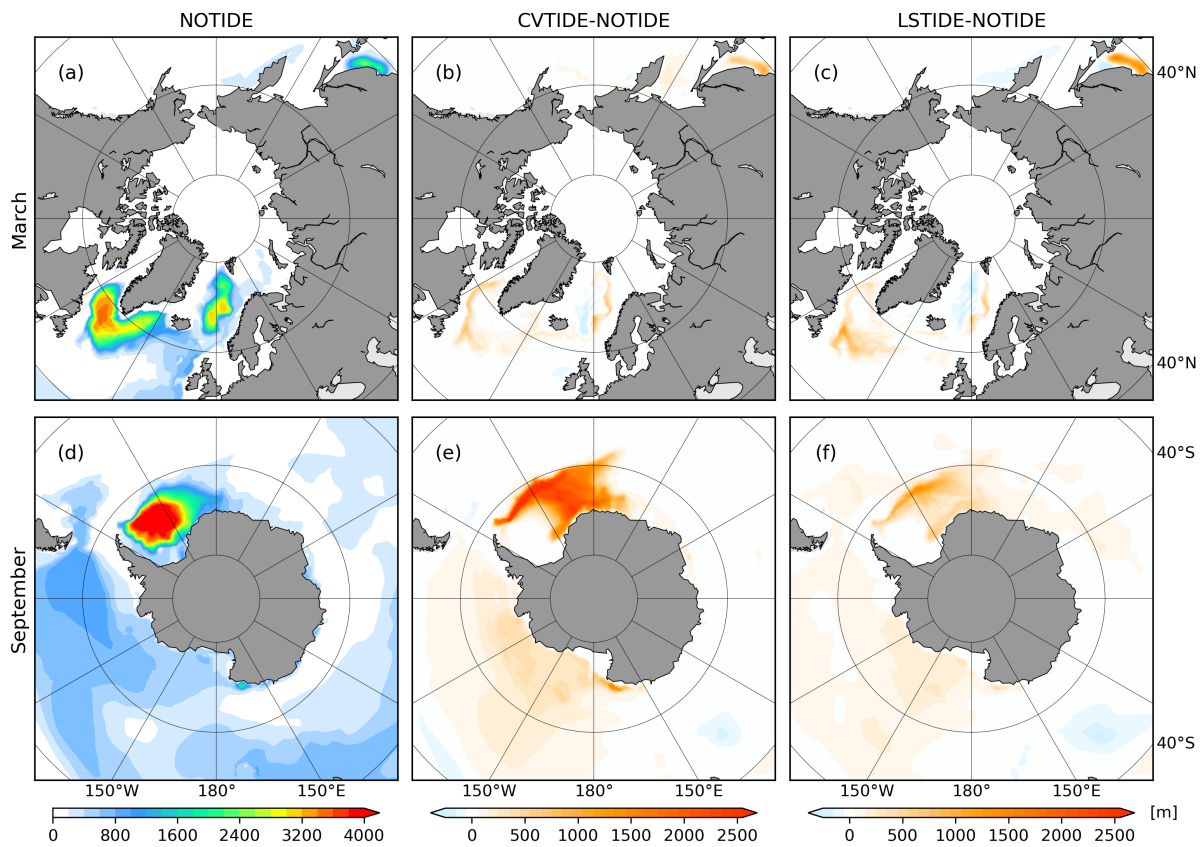 NOTIDE CVTIDE-NOTIDE LSTIDE-NOTIDE
March
(a) (b) (c) 40°N
40°N
September
(d) (e) (f) 40°S
40°S
150°W 180° 150°E 150°W 180° 150°E 150°W 180° 150°E
0 800 1600 2400 3200 4000 0 500 1000 1500 2000 2500 0 500 1000 1500 2000 2500 [m]